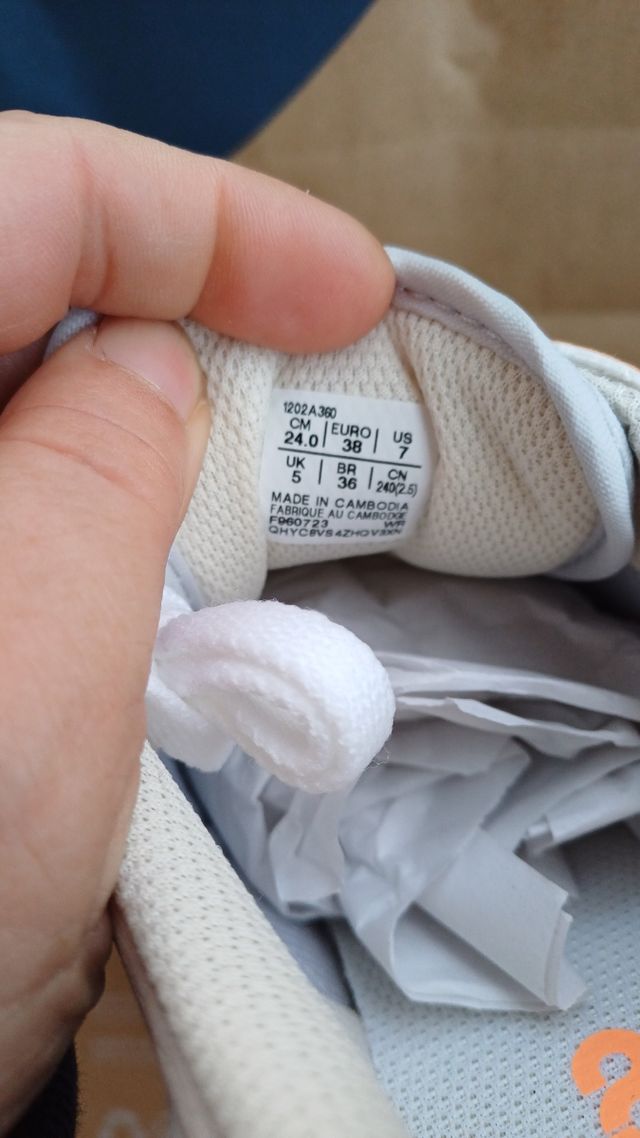 1202A360
CM | EURO | US
24.0 | 38 | 7
UK | BR | CN
5 | 36 | 240(2.5)
MADE IN CAMBODIA
FABRIQUE AU CAMBODGE
F960723 WR